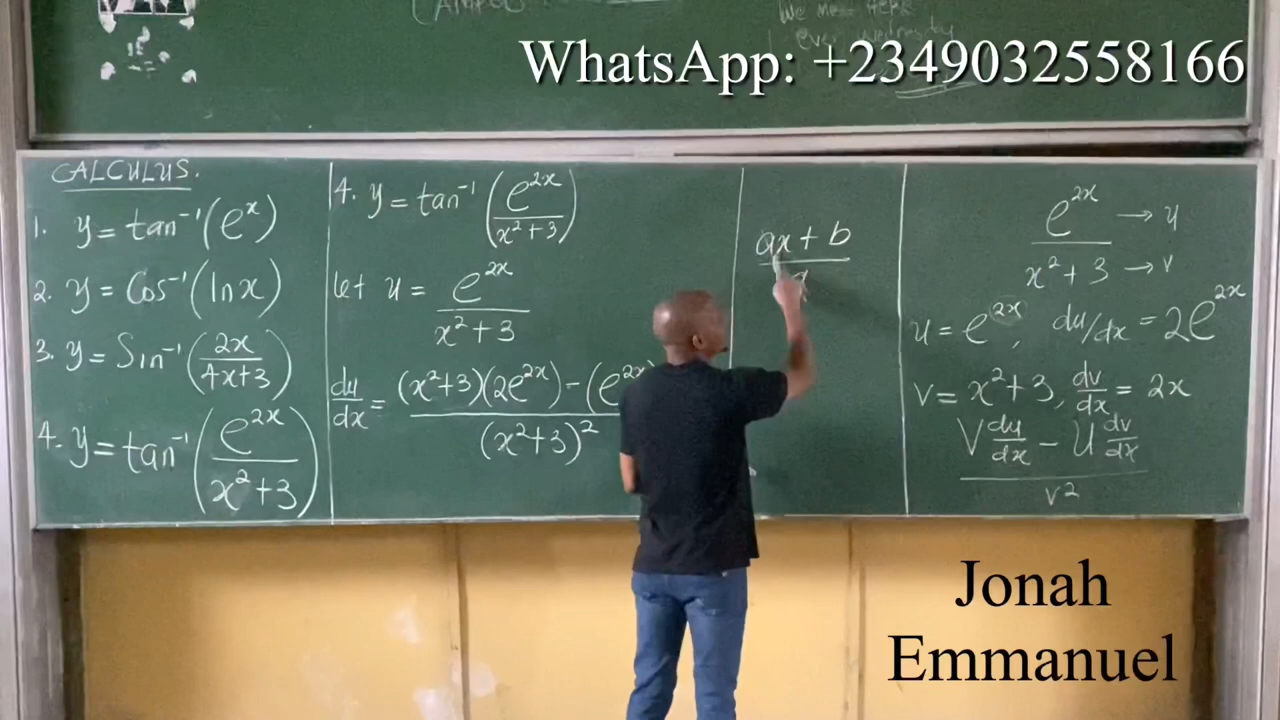 WhatsApp: +2349032558166
CALCULUS.
1. y = tan⁻¹(eˣ)
2. y = Cos⁻¹(lnx)
3. y = Sin⁻¹(2x/(4x+3))
4. y = tan⁻¹(e²ˣ/(x²+3))
4. y = tan⁻¹(e²ˣ/(x²+3))
let u = e²ˣ/(x²+3)
du/dx = (x²+3)(2e²ˣ) - (e²ˣ)
(x²+3)²
ax + b
e²ˣ → u
x² + 3 → v
u = e²ˣ, du/dx = 2e²ˣ
v = x² + 3, dv/dx = 2x
V du/dx - U dv/dx
v²
Jonah
Emmanuel